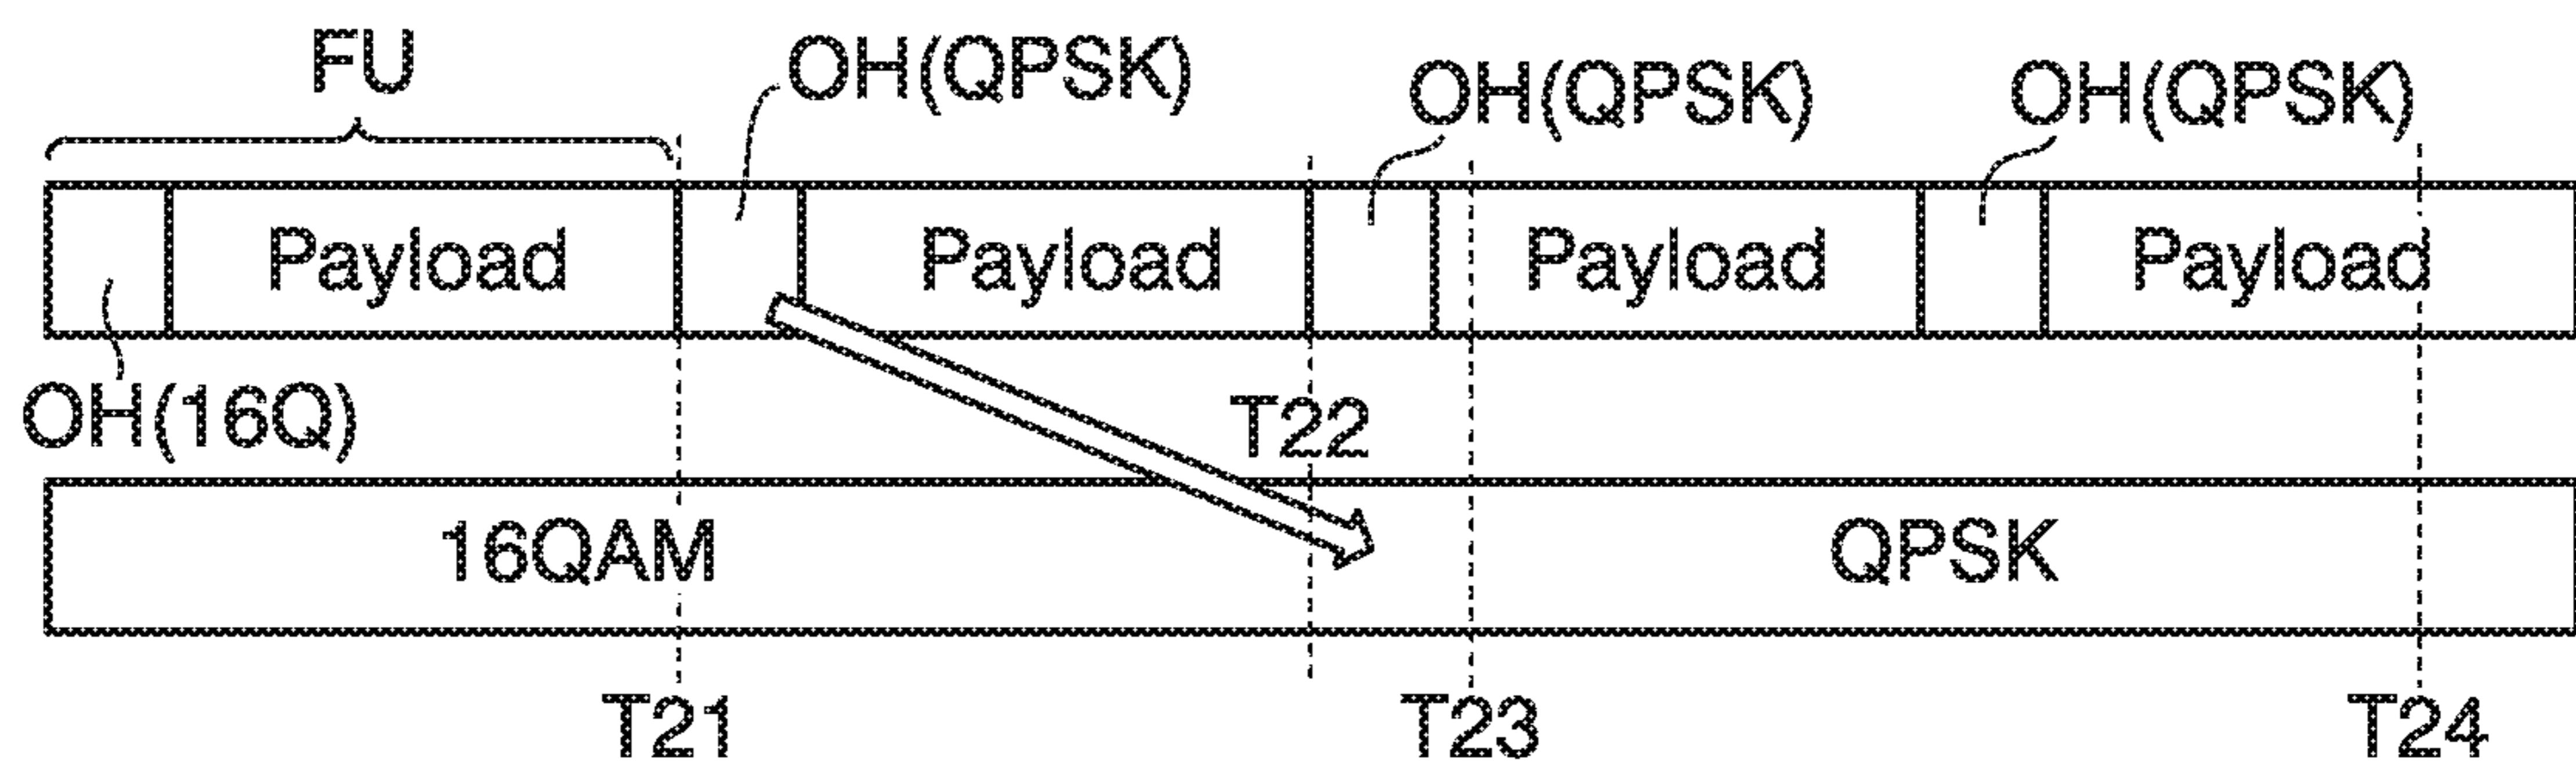 FU
OH(QPSK)
OH(QPSK)
OH(QPSK)
Payload
Payload
Payload
Payload
OH(16Q)
T22
16QAM
QPSK
T21
T23
T24